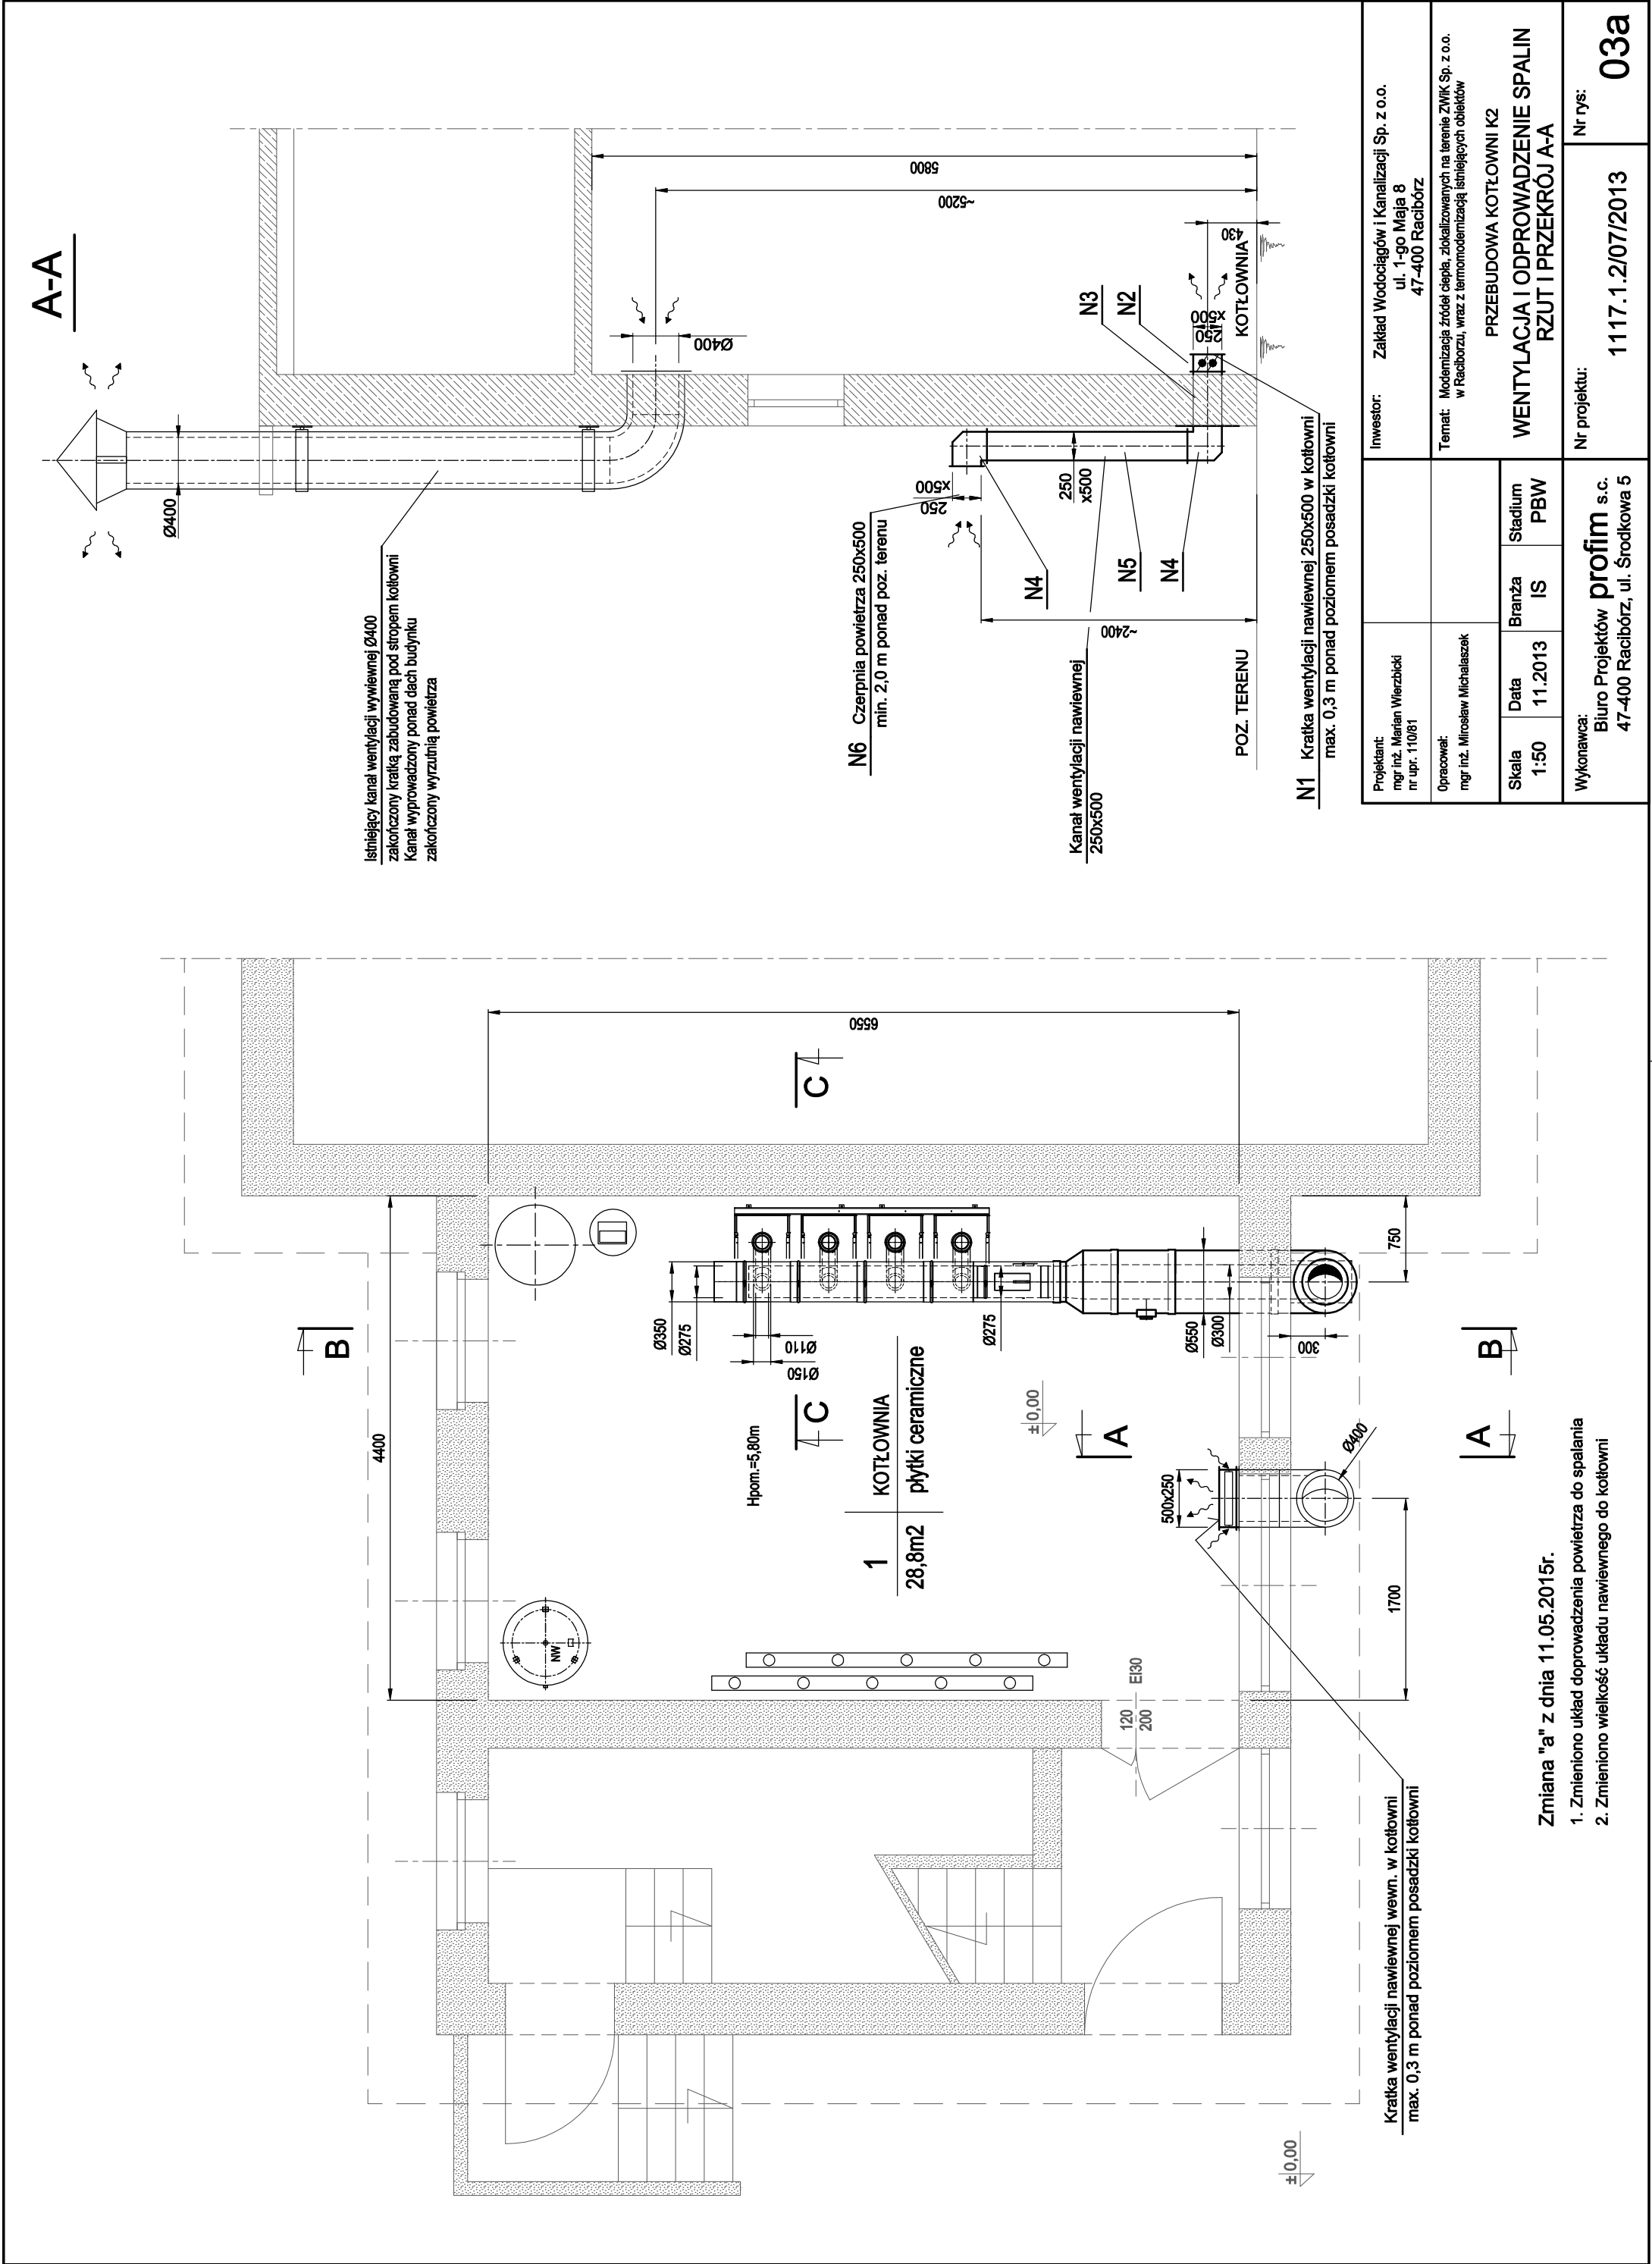 A-A
Ø400
Istniejący kanał wentylacji wywiewnej Ø400
zakończony kratką zabudowaną pod stropem kotłowni
Kanał wyprowadzony ponad dach budynku
zakończony wyrzutnią powietrza
Ø400
5800
~5200
430
KOTŁOWNIA
N3
N2
250
x500
N6 Czerpnia powietrza 250x500
min. 2,0 m ponad poz. terenu
250
x500
250
x500
N4
N5
N4
~2400
Kanał wentylacji nawiewnej
250x500
POZ. TERENU
N1 Kratka wentylacji nawiewnej 250x500 w kotłowni
max. 0,3 m ponad poziomem posadzki kotłowni
B
4400
6550
C
Ø350
Ø275
Ø110
Ø150
Ø275
Ø550
Ø300
750
300
C
Hpom.=5,80m
1
KOTŁOWNIA
28,8m2
płytki ceramiczne
±0,00
A
B
A
500x250
Ø400
1700
NW
120
200
EI30
Kratka wentylacji nawiewnej wewn. w kotłowni
max. 0,3 m ponad poziomem posadzki kotłowni
±0,00
Zmiana "a" z dnia 11.05.2015r.
1. Zmieniono układ doprowadzenia powietrza do spalania
2. Zmieniono wielkość układu nawiewnego do kotłowni
Projektant:
mgr inż. Marian Wierzbicki
nr upr. 110/81
Opracował:
mgr inż. Mirosław Michalaszek
Skala
1:50
Data
11.2013
Branża
IS
Stadium
PBW
Wykonawca:
Biuro Projektów profim s.c.
47-400 Racibórz, ul. Środkowa 5
Inwestor:
Zakład Wodociągów i Kanalizacji Sp. z o.o.
ul. 1-go Maja 8
47-400 Racibórz
Temat: Modernizacja źródeł ciepła, zlokalizowanych na terenie ZWiK Sp. z o.o.
w Raciborzu, wraz z termomodernizacją istniejących obiektów
PRZEBUDOWA KOTŁOWNI K2
WENTYLACJA I ODPROWADZENIE SPALIN
RZUT I PRZEKRÓJ A-A
Nr projektu:
1117.1.2/07/2013
Nr rys:
03a